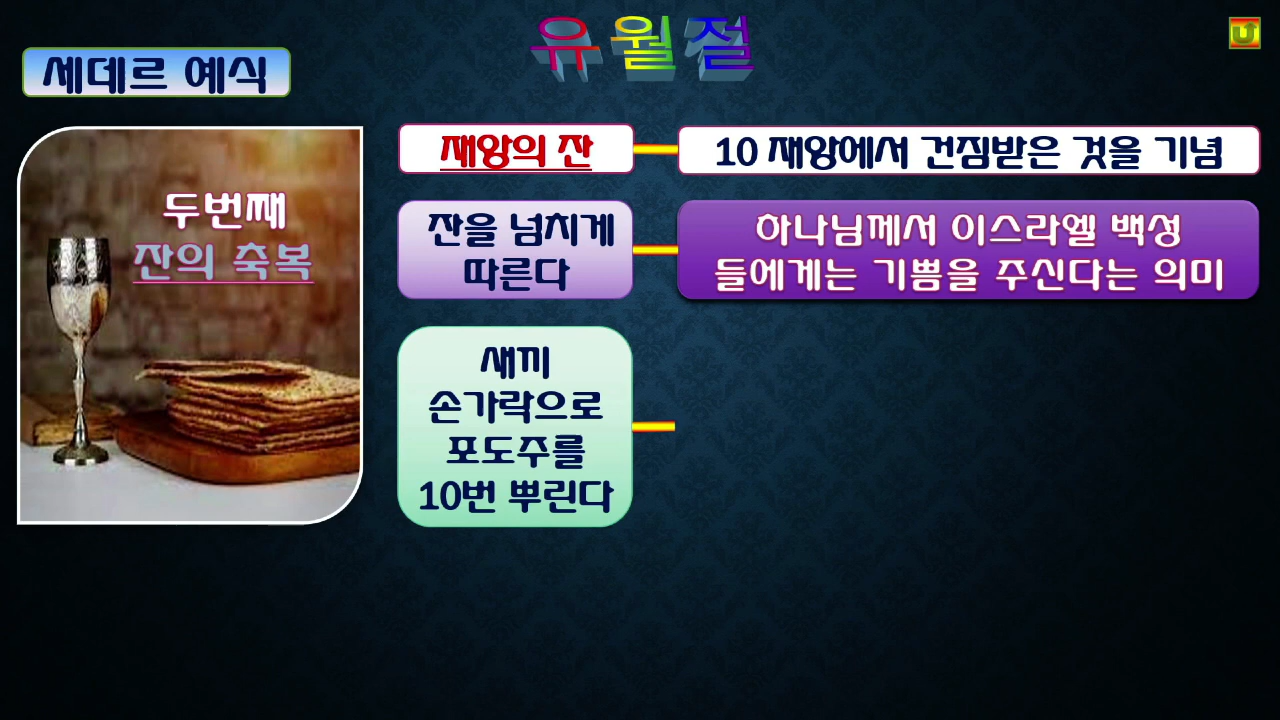 유월절
세데르 예식
두번째
잔의 축복
재앙의 잔
10 재앙에서 건짐받은 것을 기념
잔을 넘치게
따른다
하나님께서 이스라엘 백성
들에게는 기쁨을 주신다는 의미
새끼
손가락으로
포도주를
10번 뿌린다